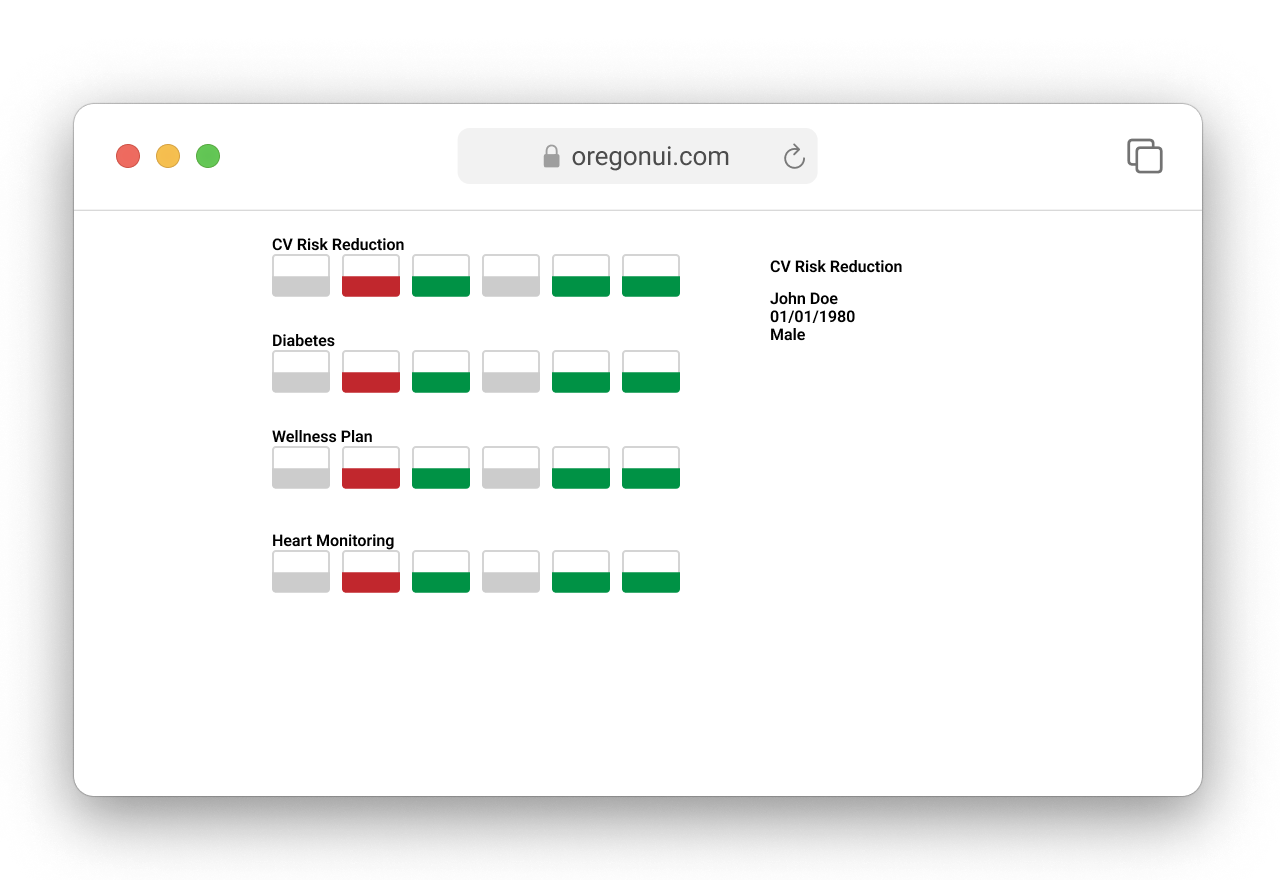 oregonui.com
CV Risk Reduction
Diabetes
Wellness Plan
Heart Monitoring
CV Risk Reduction
John Doe
01/01/1980
Male